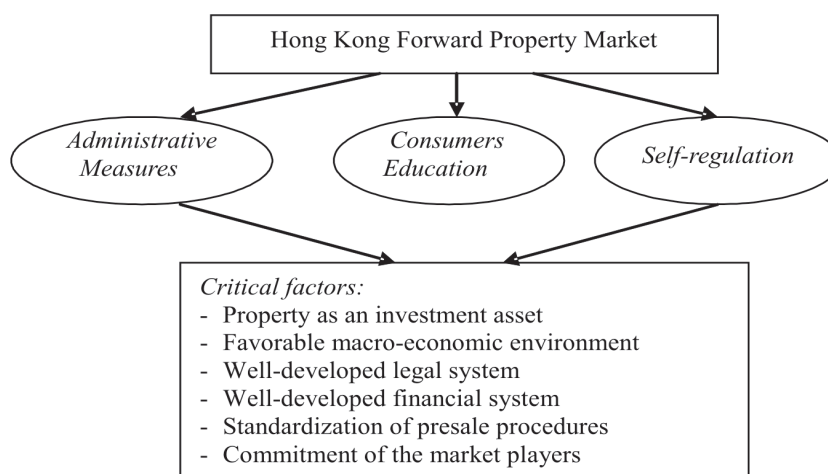 Hong Kong Forward Property Market
Administrative
Measures
Consumers
Education
Self-regulation
Critical factors:
- Property as an investment asset
- Favorable macro-economic environment
- Well-developed legal system
- Well-developed financial system
- Standardization of presale procedures
- Commitment of the market players